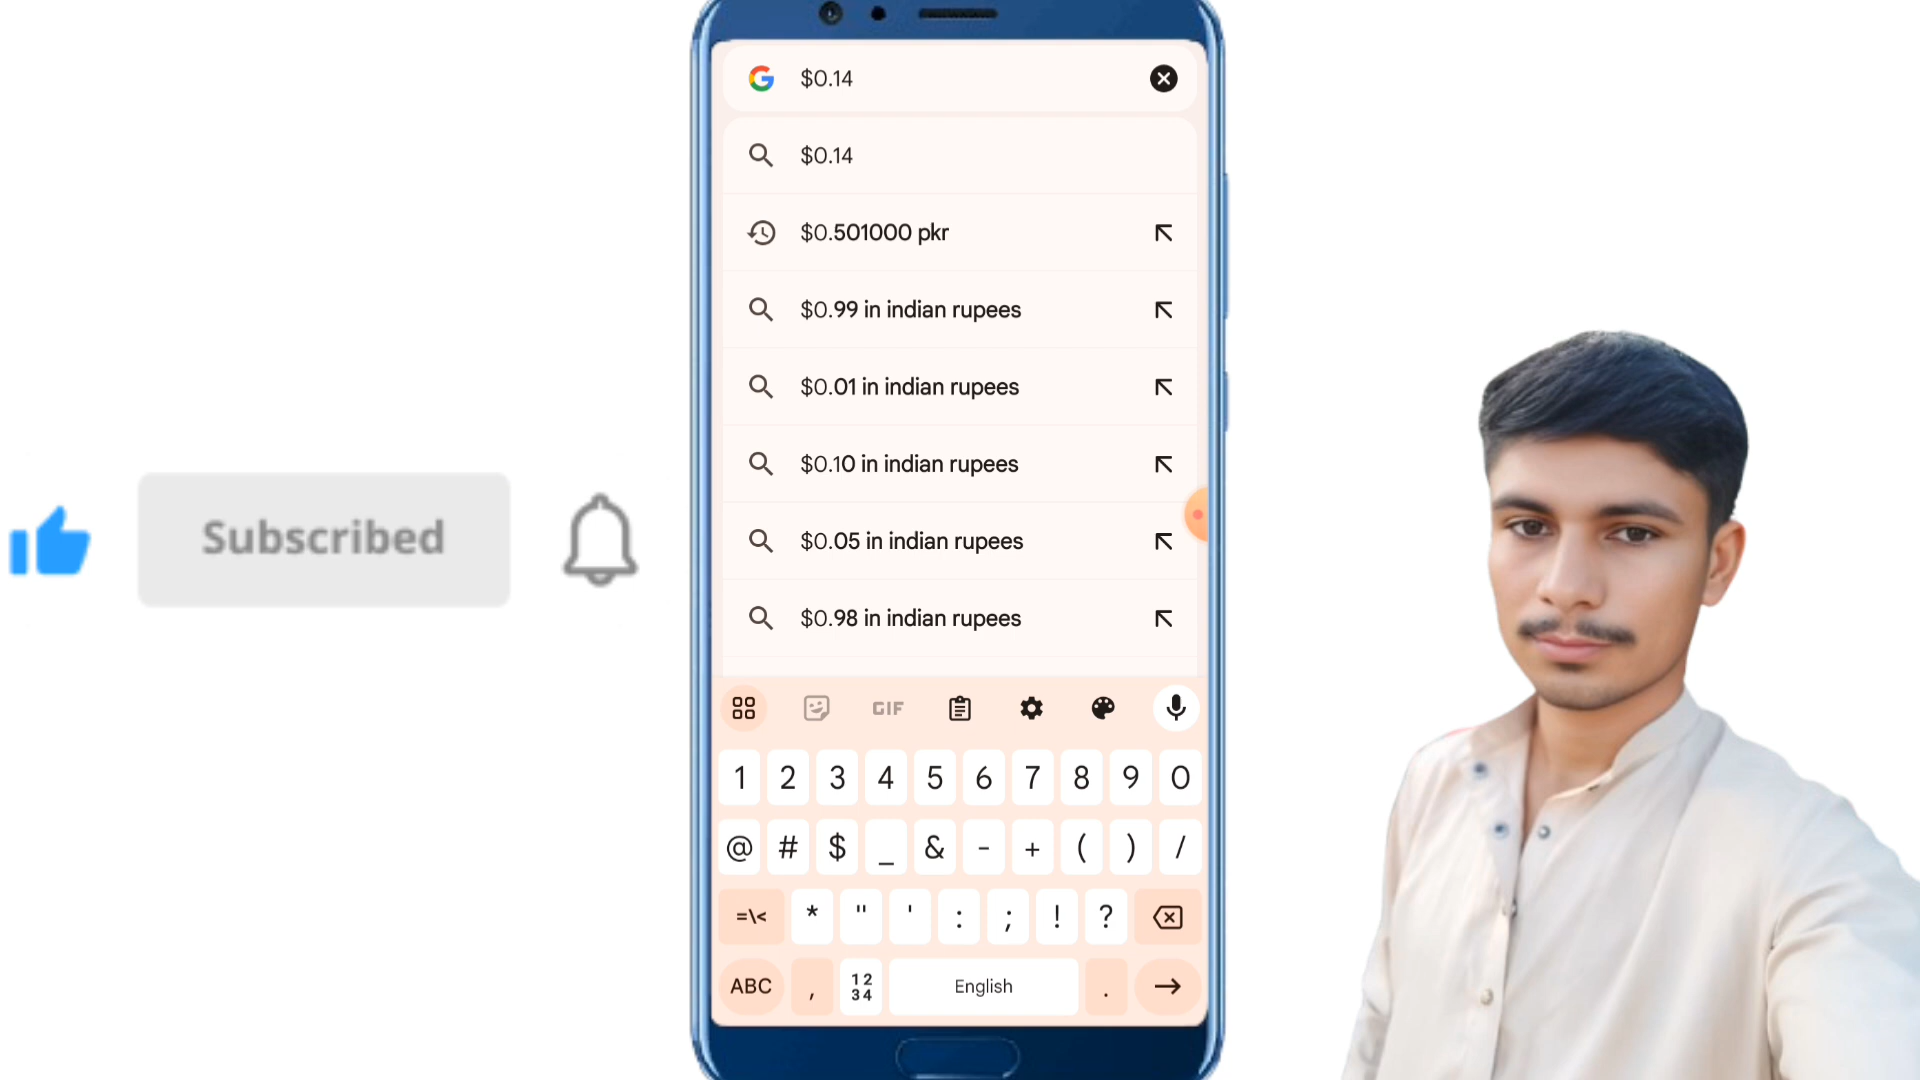 Subscribed
$0.14
$0.14
$0.501000 pkr
$0.99 in indian rupees
$0.01 in indian rupees
$0.10 in indian rupees
$0.05 in indian rupees
$0.98 in indian rupees
GIF
1 2 3 4 5 6 7 8 9 0
@ # $ _ & - + ( ) /
=\< * " ' : ; ! ?
ABC , 12 34 English .